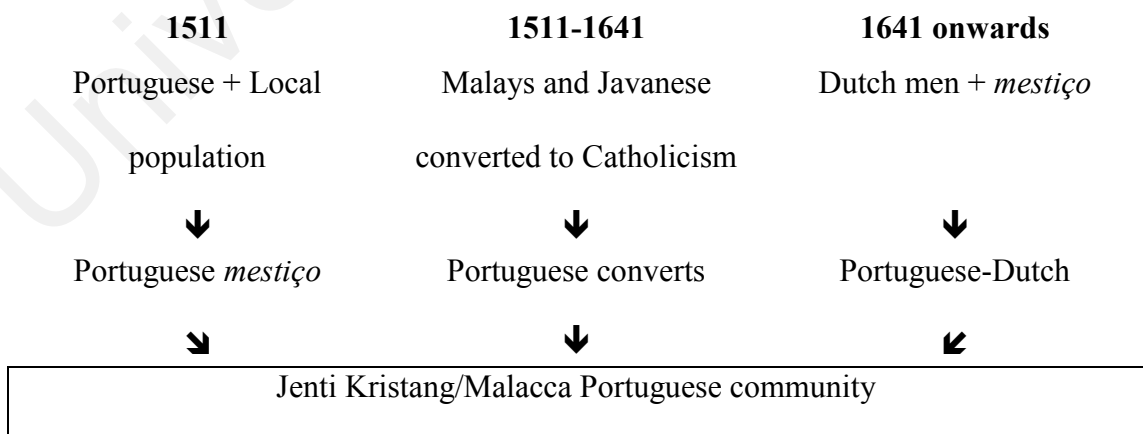 1511 1511-1641 1641 onwards
Portuguese + Local Malays and Javanese Dutch men + mestiço
population converted to Catholicism
Portuguese mestiço Portuguese converts Portuguese-Dutch
Jenti Kristang/Malacca Portuguese community